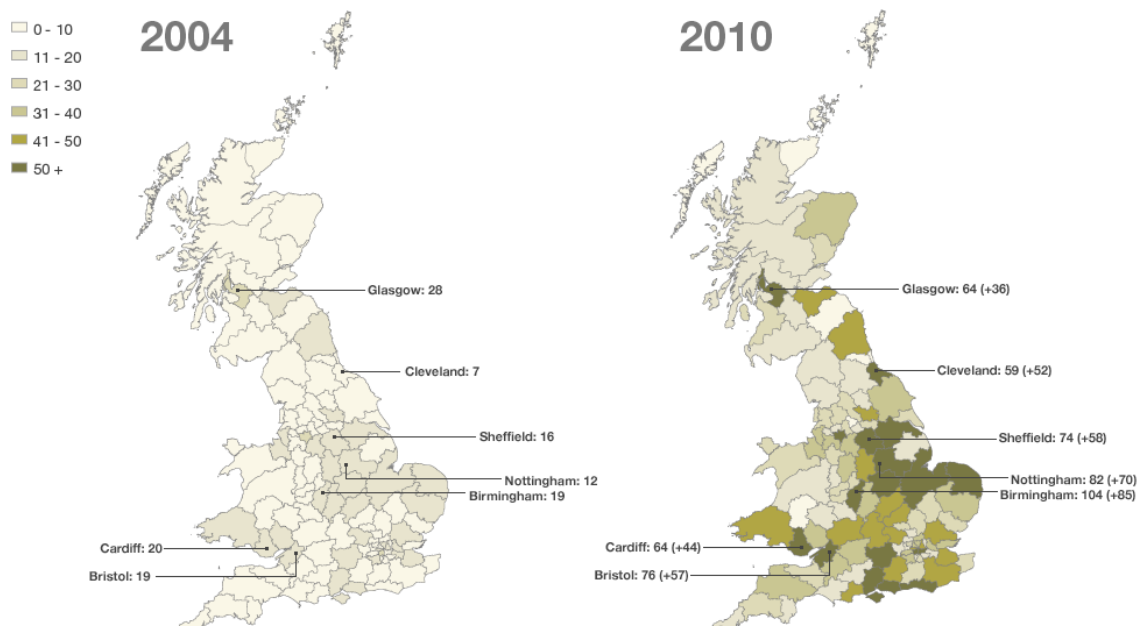 0 - 10
11 - 20
21 - 30
31 - 40
41 - 50
50 +
2004
Glasgow: 28
Cleveland: 7
Sheffield: 16
Nottingham: 12
Birmingham: 19
Cardiff: 20
Bristol: 19
2010
Glasgow: 64 (+36)
Cleveland: 59 (+52)
Sheffield: 74 (+58)
Nottingham: 82 (+70)
Birmingham: 104 (+85)
Cardiff: 64 (+44)
Bristol: 76 (+57)